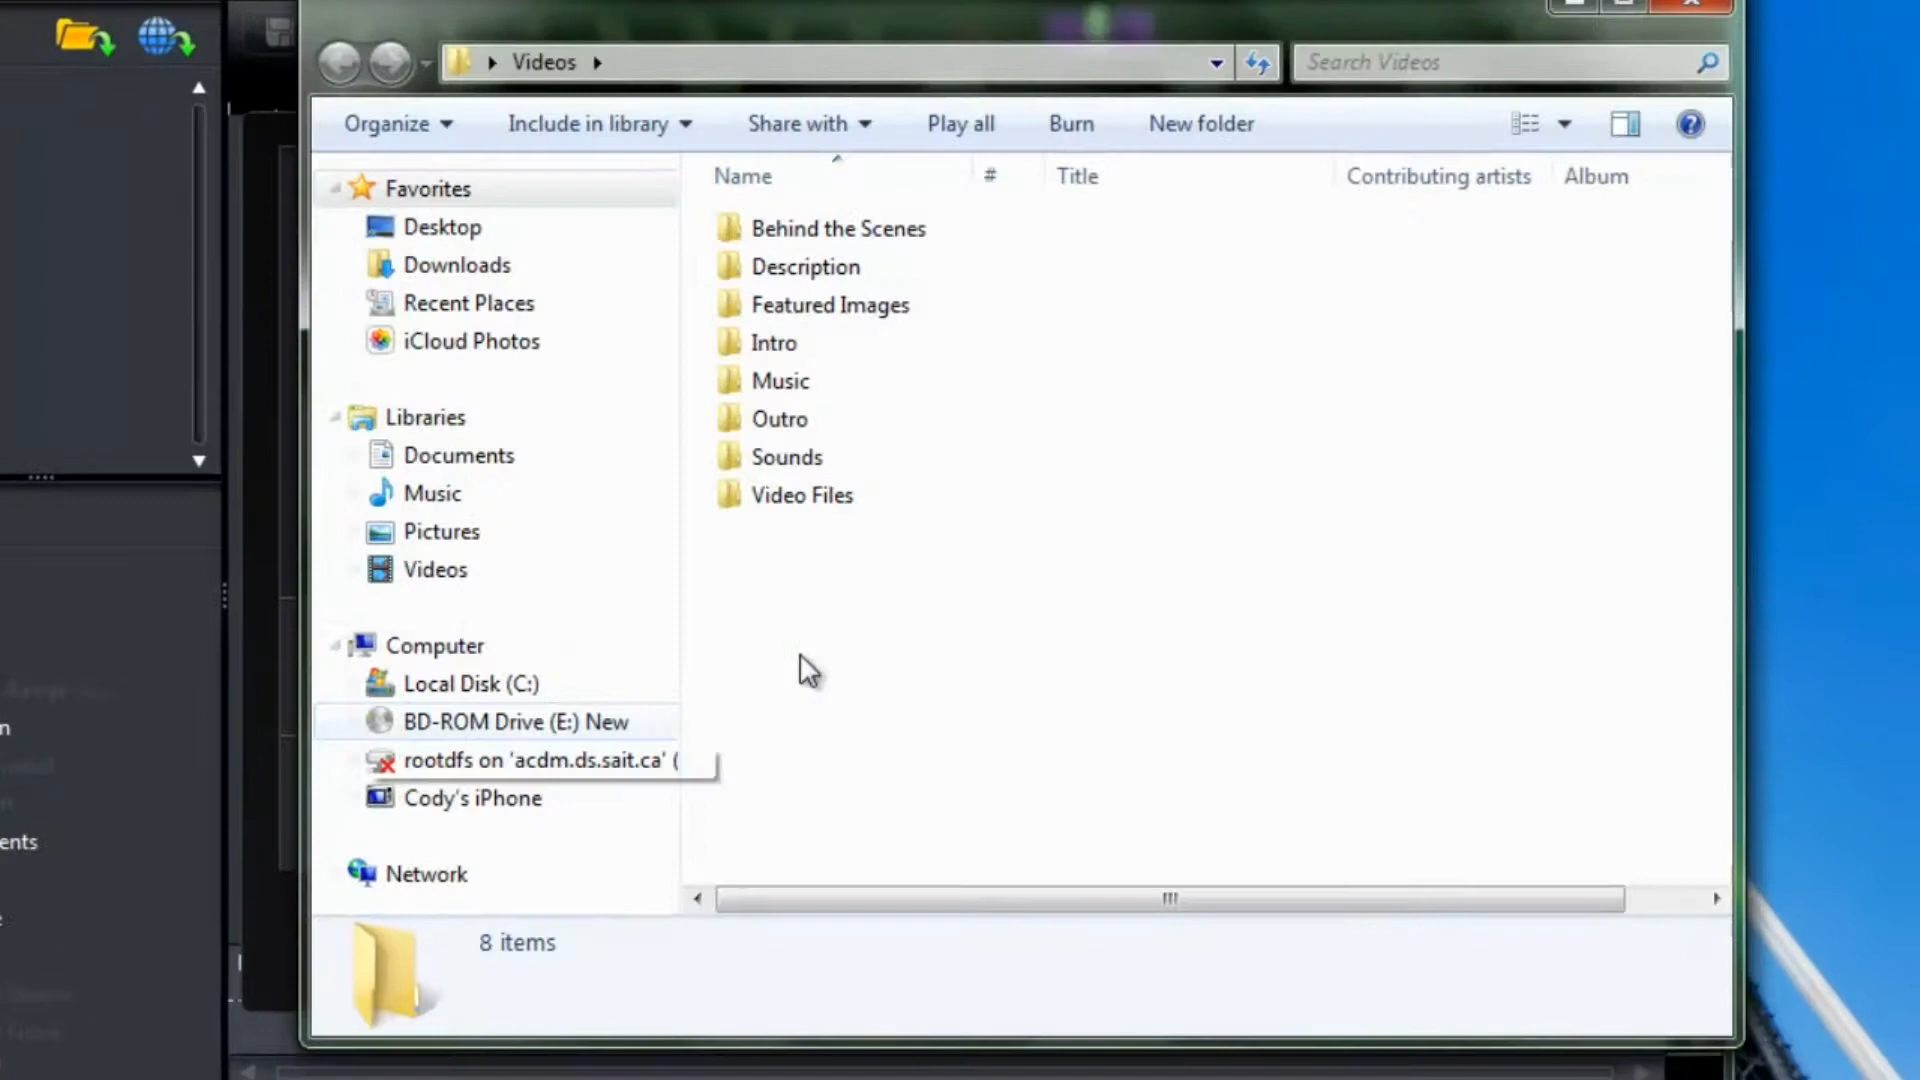 Videos
Search Videos
Organize
Include in library
Share with
Play all
Burn
New folder
Name
#
Title
Contributing artists
Album
Favorites
Desktop
Downloads
Recent Places
iCloud Photos
Libraries
Documents
Music
Pictures
Videos
Computer
Local Disk (C:)
BD-ROM Drive (E:) New
rootdfs on 'acdm.ds.sait.ca' (
Cody's iPhone
Network
Behind the Scenes
Description
Featured Images
Intro
Music
Outro
Sounds
Video Files
8 items
ents